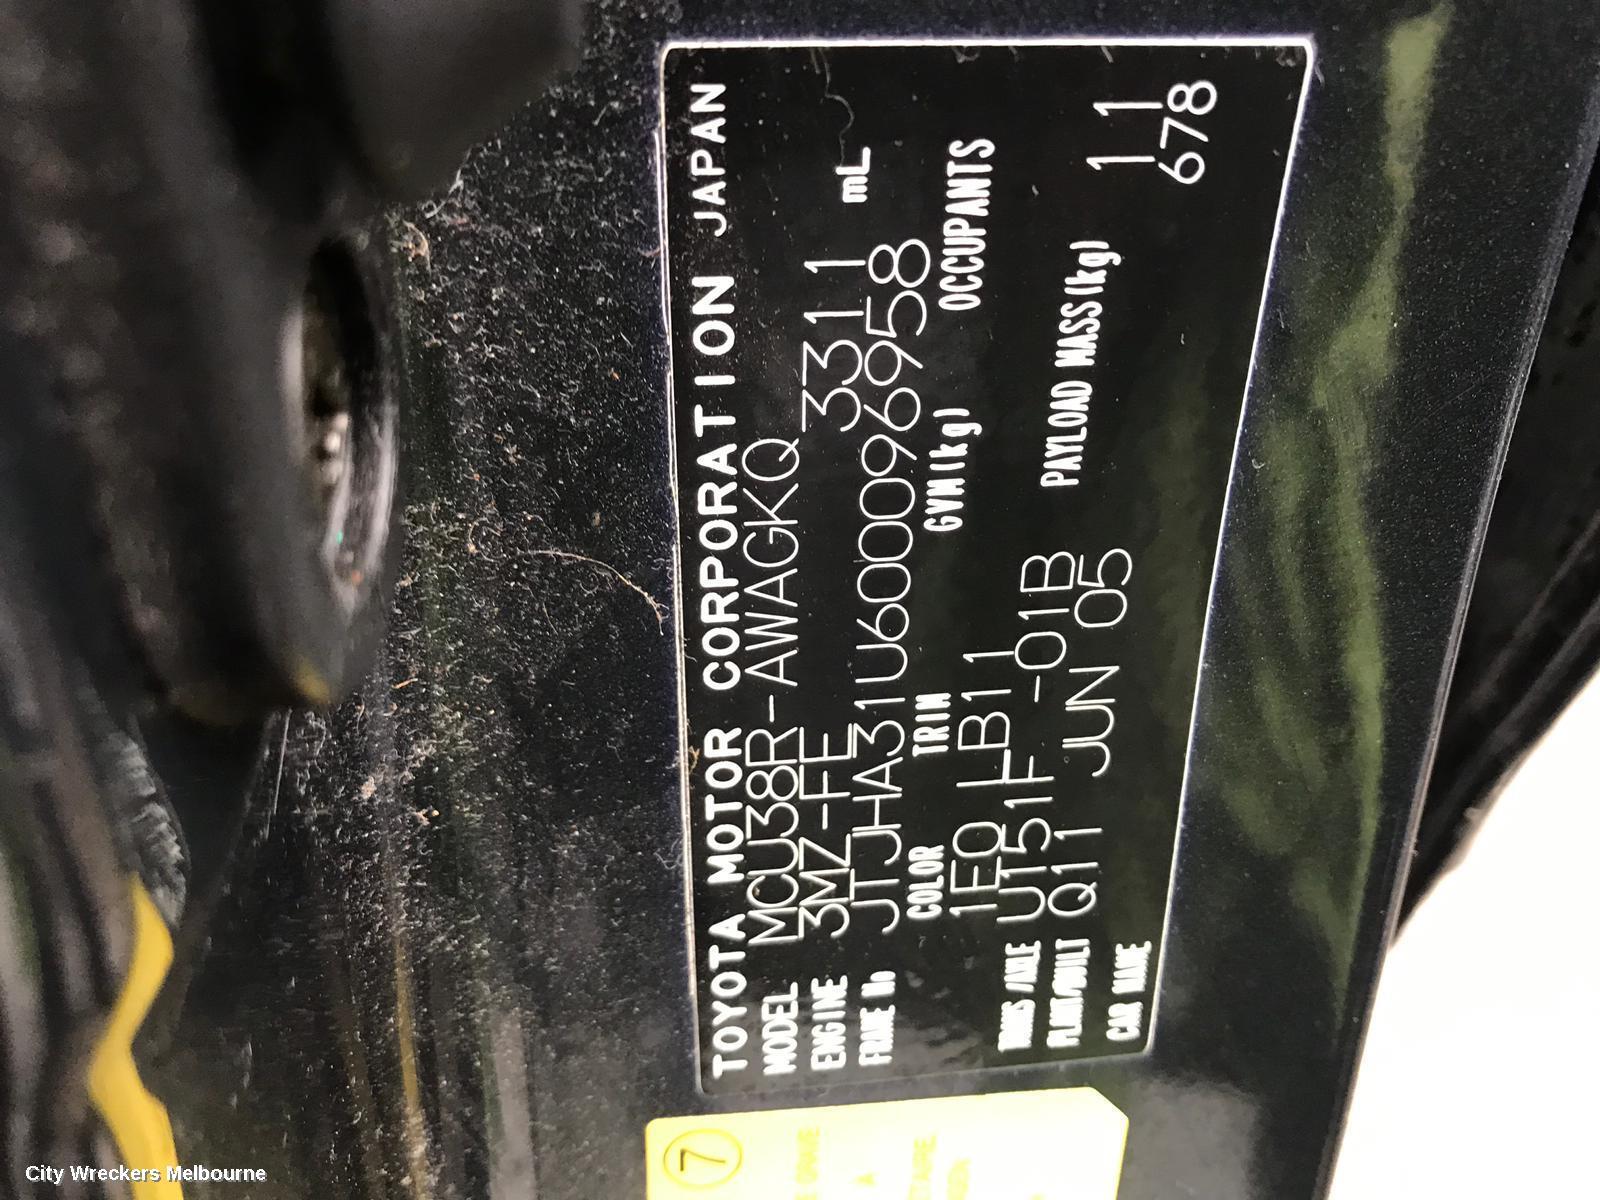 TOYOTA MOTOR CORPORATION JAPAN
MODEL MCU38R-AWAGKQ
ENGINE 3MZ-FE 3311 mL
FRAME No JTJHA31U600096958
COLOR TRIM GVM(kg) OCCUPANTS
1E0 LB11
TRANS/AXLE U151F -01B PAYLOAD MASS(kg) 11
PLANT/BUILT Q11 JUN 05 678
CAR NAME
7
City Wreckers Melbourne